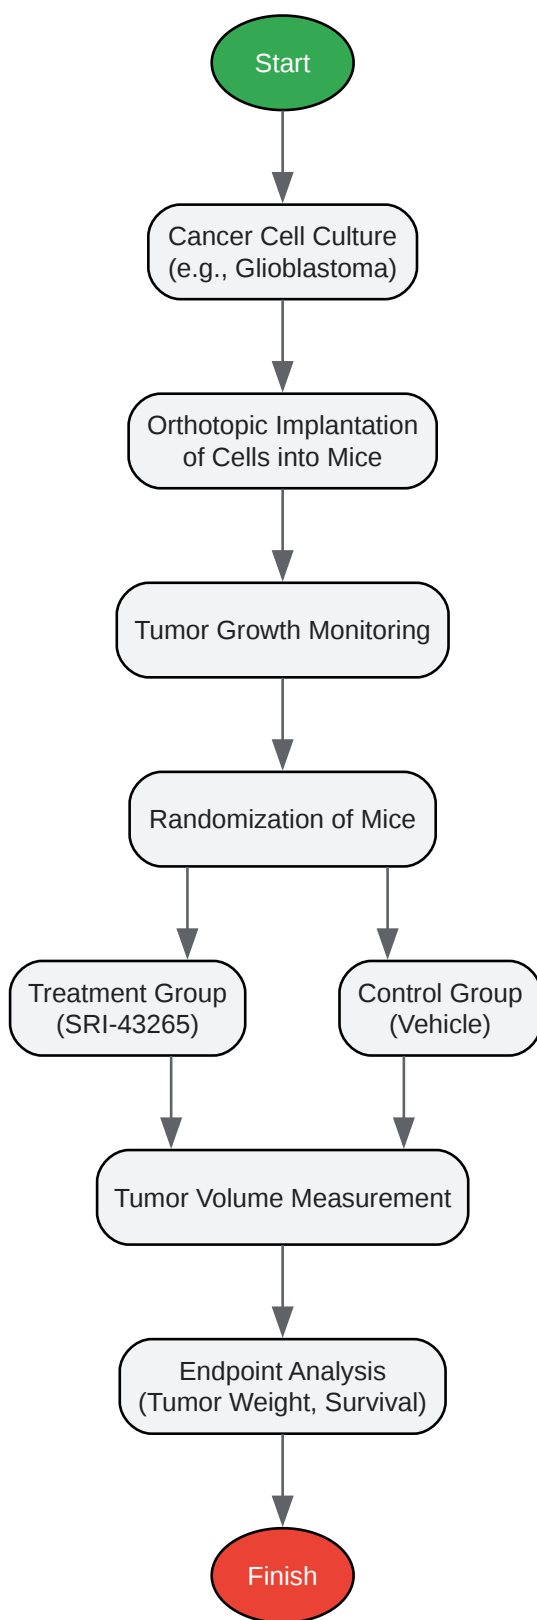 Start
Cancer Cell Culture
(e.g., Glioblastoma)
Orthotopic Implantation
of Cells into Mice
Tumor Growth Monitoring
Randomization of Mice
Treatment Group
(SRI-43265)
Control Group
(Vehicle)
Tumor Volume Measurement
Endpoint Analysis
(Tumor Weight, Survival)
Finish